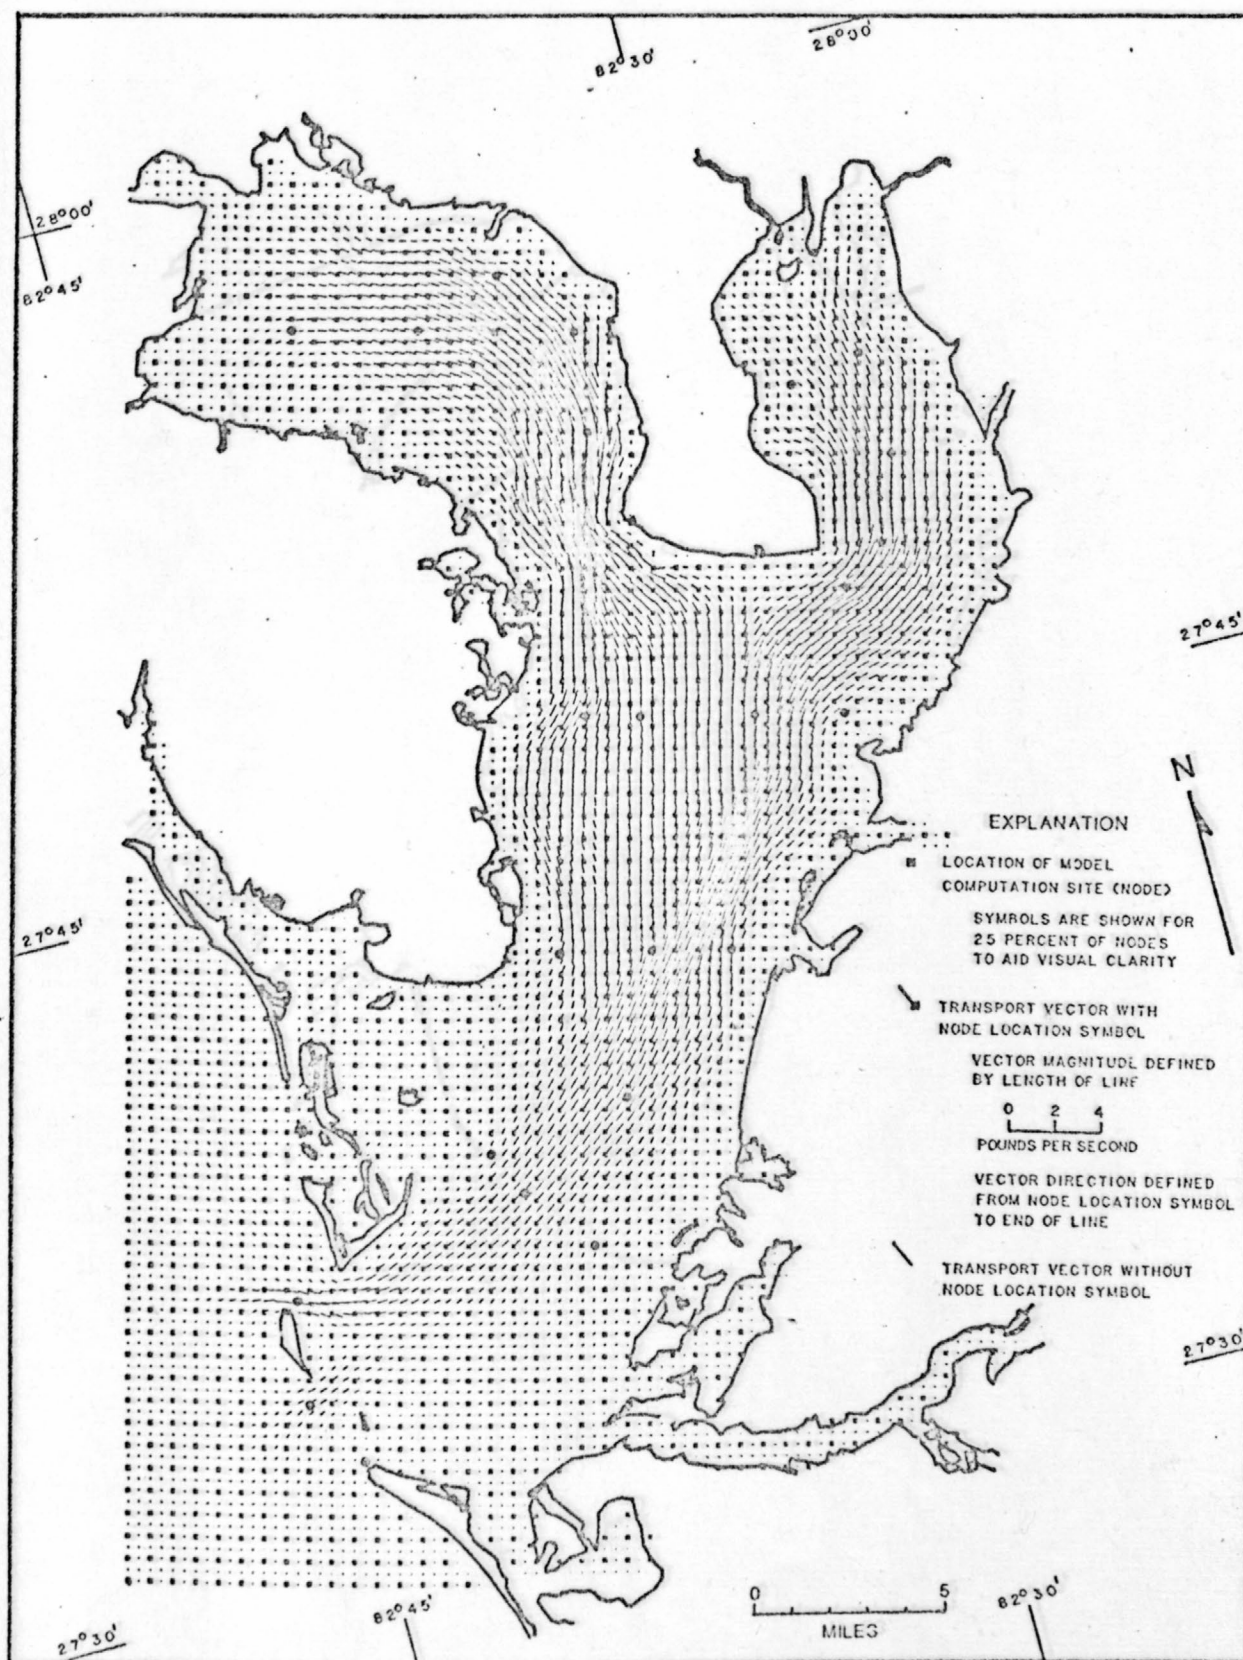 82°30'
28°00'
28°00'
82°45'
27°45'
N
EXPLANATION
LOCATION OF MODEL
COMPUTATION SITE (NODE)
SYMBOLS ARE SHOWN FOR
25 PERCENT OF NODES
TO AID VISUAL CLARITY
27°45'
TRANSPORT VECTOR WITH
NODE LOCATION SYMBOL
VECTOR MAGNITUDE DEFINED
BY LENGTH OF LINE
0 2 4
POUNDS PER SECOND
VECTOR DIRECTION DEFINED
FROM NODE LOCATION SYMBOL
TO END OF LINE
TRANSPORT VECTOR WITHOUT
NODE LOCATION SYMBOL
27°30'
0 5
MILES
82°30'
82°45'
27°30'